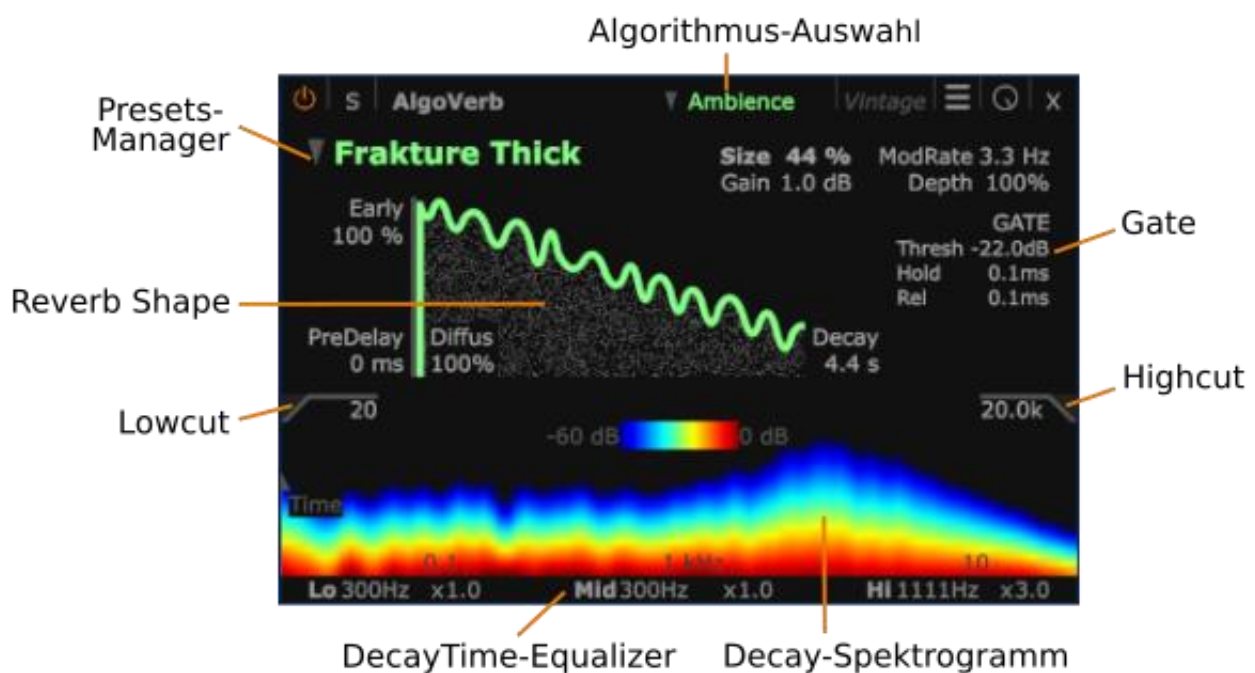 Algorithmus-Auswahl
Presets-
Manager
S AlgoVerb Ambience Vintage X
Frakture Thick
Size 44 % ModRate 3.3 Hz
Gain 1.0 dB Depth 100%
Early
100 %
GATE
Thresh -22.0dB
Hold 0.1ms
Rel 0.1ms
Gate
Reverb Shape
PreDelay Diffus Decay
0 ms 100% 4.4 s
Highcut
Lowcut
20 20.0k
-60 dB 0 dB
Time
0.1 1 kHz 10
Lo 300Hz x1.0 Mid 300Hz x1.0 Hi 1111Hz x3.0
DecayTime-Equalizer Decay-Spektrogramm